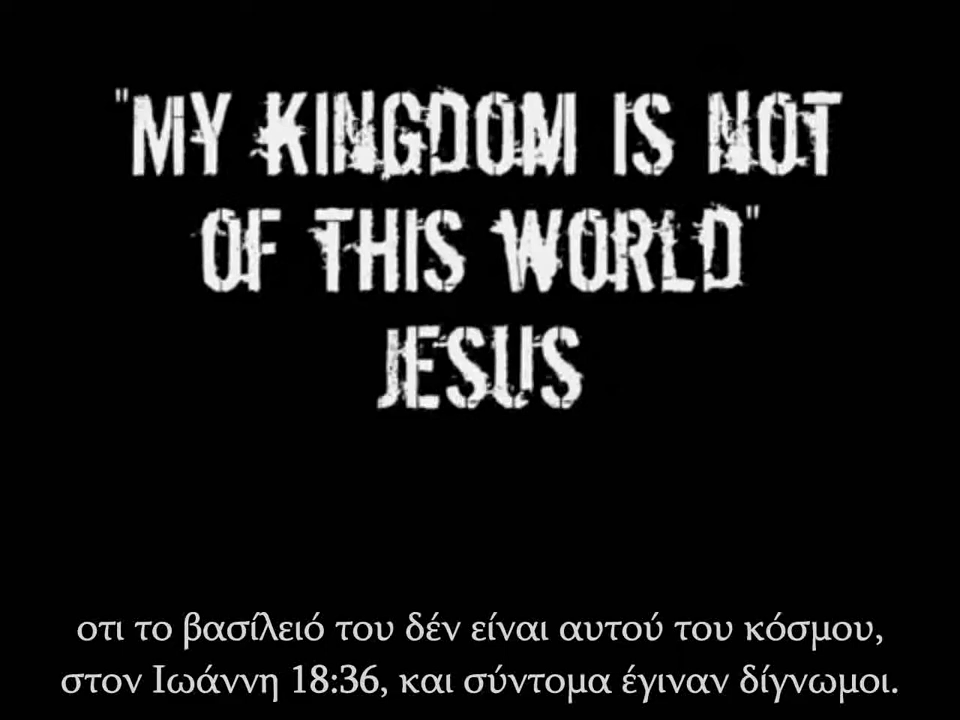 "MY KINGDOM IS NOT
OF THIS WORLD"
JESUS
οτι το βασίλειό του δέν είναι αυτού του κόσμου,
στον Ιωάννη 18:36, και σύντομα έγιναν δίγνωμοι.